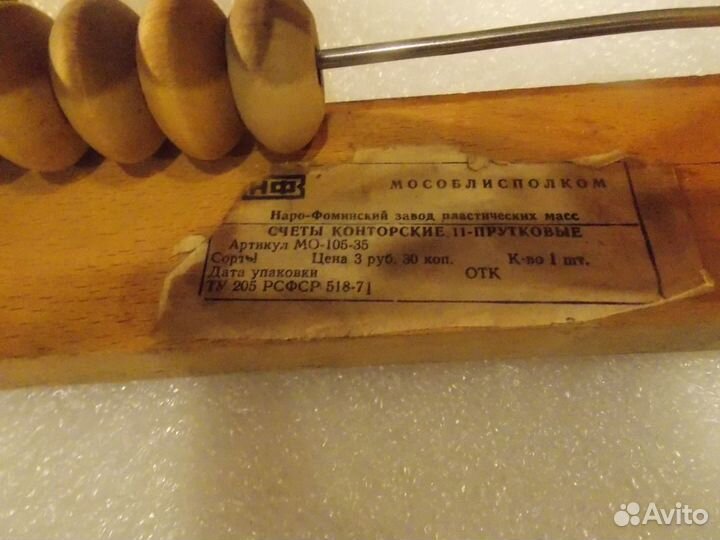 НФЗ МОСОБЛИСПОЛКОМ
Наро-Фоминский завод пластических масс
СЧЕТЫ КОНТОРСКИЕ 11-ПРУТКОВЫЕ
Артикул МО-105-35
Сорт I Цена 3 руб. 30 коп. К-во 1 шт.
Дата упаковки ОТК
ТУ 205 РСФСР 518-71
Avito